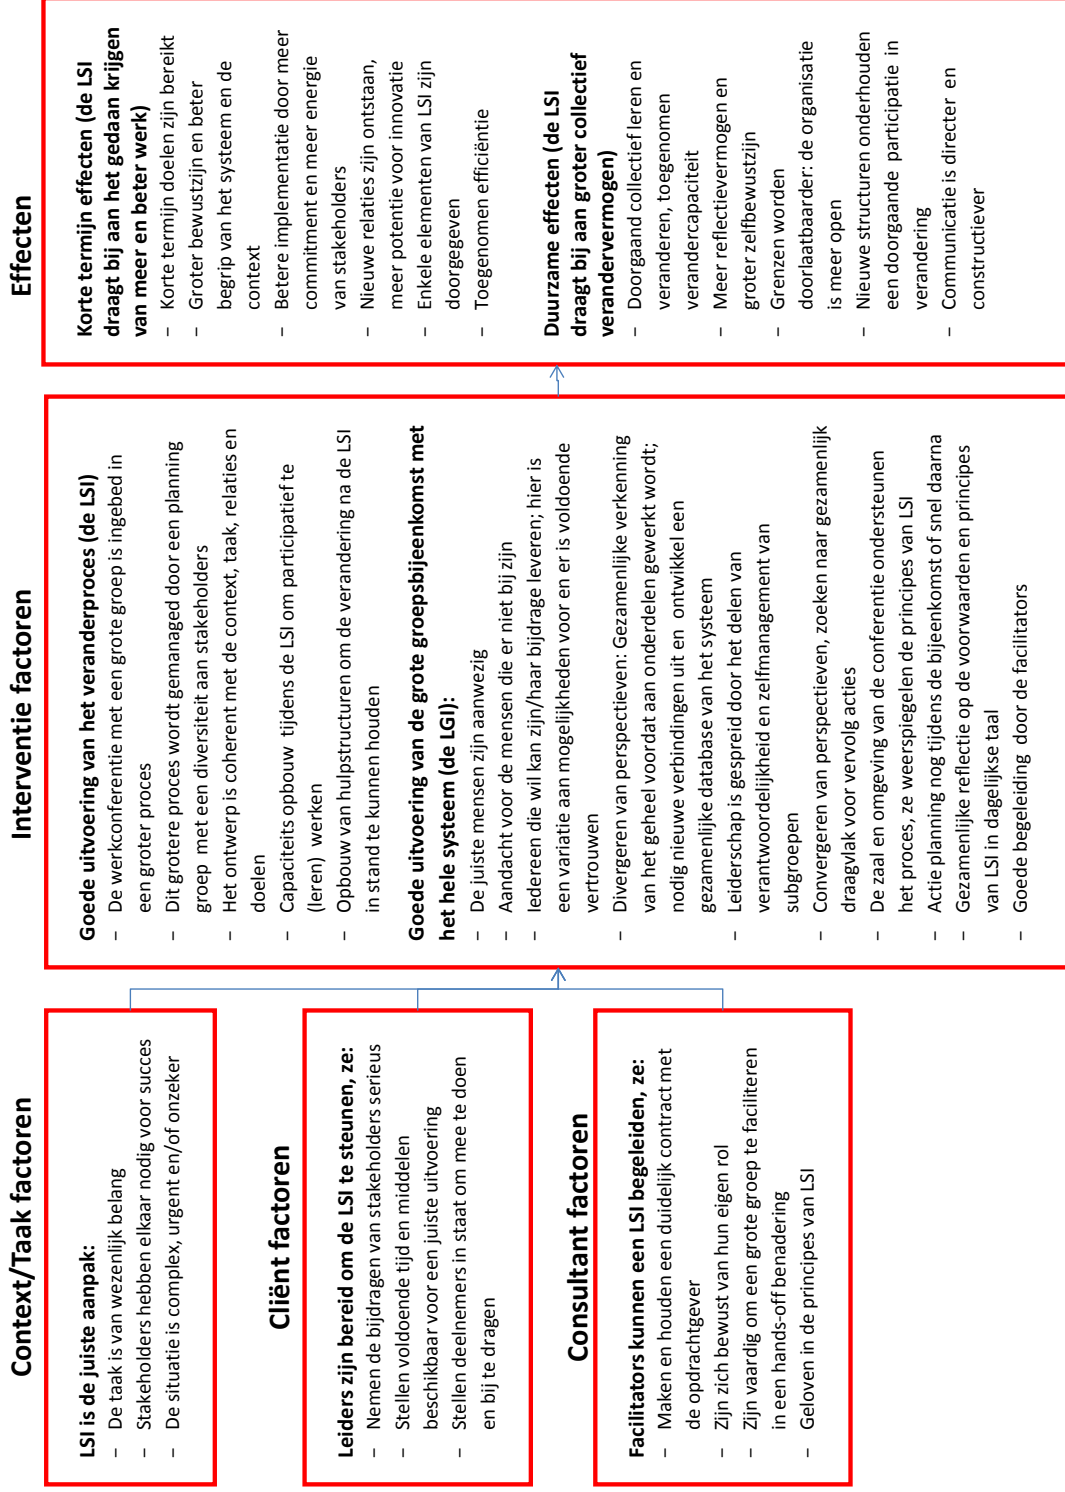 Context/Taak factoren
LSI is de juiste aanpak:
– De taak is van wezenlijk belang
– Stakeholders hebben elkaar nodig voor succes
– De situatie is complex, urgent en/of onzeker
Cliënt factoren
Leiders zijn bereid om de LSI te steunen, ze:
– Nemen de bijdragen van stakeholders serieus
– Stellen voldoende tijd en middelen
beschikbaar voor een juiste uitvoering
– Stellen deelnemers in staat om mee te doen
en bij te dragen
Consultant factoren
Facilitators kunnen een LSI begeleiden, ze:
– Maken en houden een duidelijk contract met
de opdrachtgever
– Zijn zich bewust van hun eigen rol
– Zijn vaardig om een grote groep te faciliteren
in een hands-off benadering
– Geloven in de principes van LSI
Interventie factoren
Goede uitvoering van het veranderproces (de LSI)
– De werkconferentie met een grote groep is ingebed in
een groter proces
– Dit grotere proces wordt gemanaged door een planning
groep met een diversiteit aan stakeholders
– Het ontwerp is coherent met de context, taak, relaties en
doelen
– Capaciteits opbouw tijdens de LSI om participatief te
(leren) werken
– Opbouw van hulpstructuren om de verandering na de LSI
in stand te kunnen houden
Goede uitvoering van de grote groepsbijeenkomst met
het hele systeem (de LGI):
– De juiste mensen zijn aanwezig
– Aandacht voor de mensen die er niet bij zijn
– Iedereen die wil kan zijn/haar bijdrage leveren; hier is
een variatie aan mogelijkheden voor en er is voldoende
vertrouwen
– Divergeren van perspectieven: Gezamenlijke verkenning
van het geheel voordat aan onderdelen gewerkt wordt;
nodig nieuwe verbindingen uit en ontwikkel een
gezamenlijke database van het systeem
– Leiderschap is gespreid door het delen van
verantwoordelijkheid en zelfmanagement van
subgroepen
– Convergeren van perspectieven, zoeken naar gezamenlijk
draagvlak voor vervolg acties
– De zaal en omgeving van de conferentie ondersteunen
het proces, ze weerspiegelen de principes van LSI
– Actie planning nog tijdens de bijeenkomst of snel daarna
– Gezamenlijke reflectie op de voorwaarden en principes
van LSI in dagelijkse taal
– Goede begeleiding door de facilitators
Effecten
Korte termijn effecten (de LSI
draagt bij aan het gedaan krijgen
van meer en beter werk)
– Korte termijn doelen zijn bereikt
– Groter bewustzijn en beter
begrip van het systeem en de
context
– Betere implementatie door meer
commitment en meer energie
van stakeholders
– Nieuwe relaties zijn ontstaan,
meer potentie voor innovatie
– Enkele elementen van LSI zijn
doorgegeven
– Toegenomen efficiëntie
Duurzame effecten (de LSI
draagt bij aan groter collectief
verandervermogen)
– Doorgaand collectief leren en
veranderen, toegenomen
verandercapaciteit
– Meer reflectievermogen en
groter zelfbewustzijn
– Grenzen worden
doorlaatbaarder: de organisatie
is meer open
– Nieuwe structuren onderhouden
een doorgaande participatie in
verandering
– Communicatie is directer en
constructiever